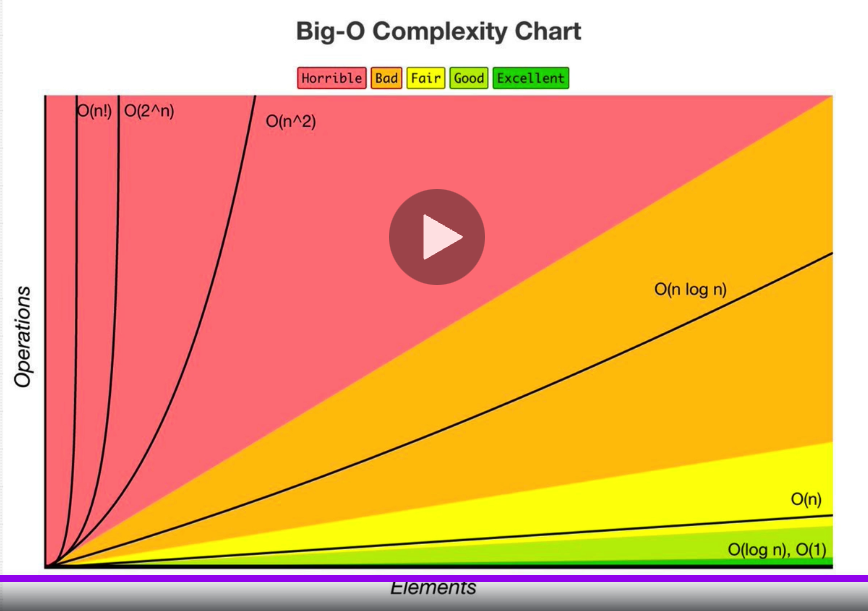 Big-O Complexity Chart
Horrible Bad Fair Good Excellent
O(n!) O(2^n)
O(n^2)
O(n log n)
Operations
O(n)
O(log n), O(1)
Elements